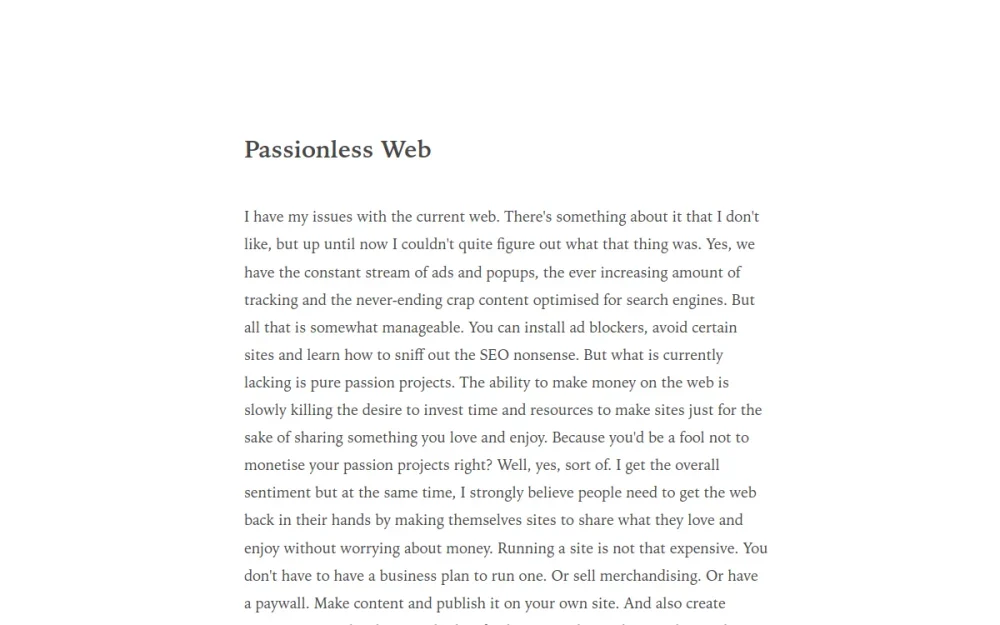 Passionless Web
I have my issues with the current web. There's something about it that I don't
like, but up until now I couldn't quite figure out what that thing was. Yes, we
have the constant stream of ads and popups, the ever increasing amount of
tracking and the never-ending crap content optimised for search engines. But
all that is somewhat manageable. You can install ad blockers, avoid certain
sites and learn how to sniff out the SEO nonsense. But what is currently
lacking is pure passion projects. The ability to make money on the web is
slowly killing the desire to invest time and resources to make sites just for the
sake of sharing something you love and enjoy. Because you'd be a fool not to
monetise your passion projects right? Well, yes, sort of. I get the overall
sentiment but at the same time, I strongly believe people need to get the web
back in their hands by making themselves sites to share what they love and
enjoy without worrying about money. Running a site is not that expensive. You
don't have to have a business plan to run one. Or sell merchandising. Or have
a paywall. Make content and publish it on your own site. And also create